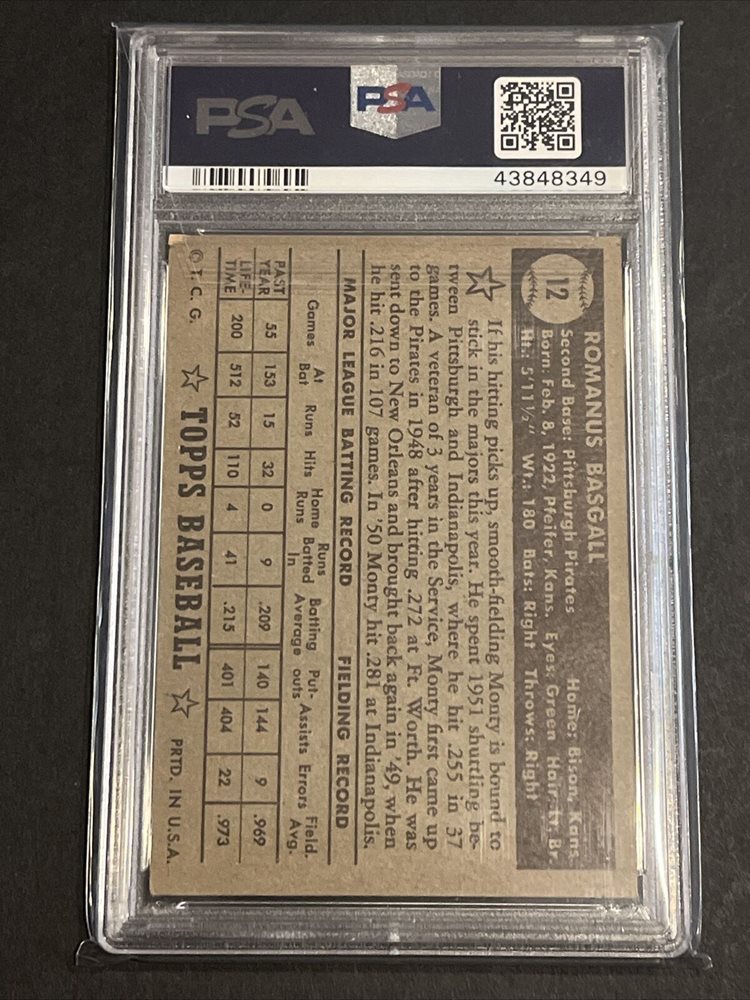 PSA
PSA
43848349
12
ROMANUS BASGALL
Second Base: Pittsburgh Pirates Home: Bison, Kans.
Born: Feb. 8, 1922, Pfeifer, Kans. Eyes: Green Hair: Lt. Br.
Ht.: 5'11½" Wt.: 180 Bats: Right Throws: Right
If his hitting picks up, smooth-fielding Monty is bound to
stick in the majors this year. He spent 1951 shuttling be-
tween Pittsburgh and Indianapolis, where he hit .255 in 37
games. A veteran of 3 years in the Service, Monty first came up
to the Pirates in 1948 after hitting .272 at Ft. Worth. He was
sent down to New Orleans and brought back again in '49, when
he hit .216 in 107 games. In '50 Monty hit .281 at Indianapolis.
MAJOR LEAGUE BATTING RECORD FIELDING RECORD
Games At Bat Runs Hits Home Runs Runs Batted In Batting Average Put-outs Assists Errors Field. Avg.
PAST YEAR 55 153 15 32 0 9 .209 140 144 9 .969
LIFE-TIME 200 512 52 110 4 41 .215 401 404 22 .973
© T. C. G. TOPPS BASEBALL PRTD. IN U.S.A.